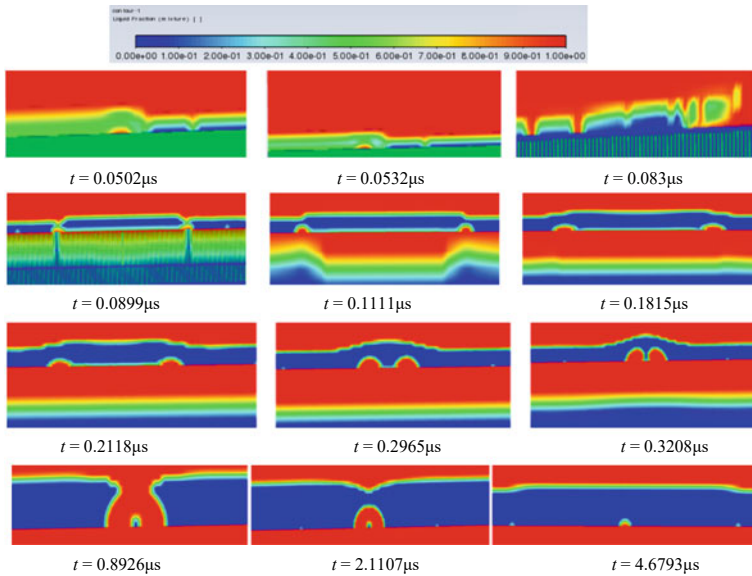 contour-1
Liquid Fraction (mixture) [ ]
0.00e+00 1.00e-01 2.00e-01 3.00e-01 4.00e-01 5.00e-01 6.00e-01 7.00e-01 8.00e-01 9.00e-01 1.00e+00
t = 0.0502μs t = 0.0532μs t = 0.083μs
t = 0.0899μs t = 0.1111μs t = 0.1815μs
t = 0.2118μs t = 0.2965μs t = 0.3208μs
t = 0.8926μs t = 2.1107μs t = 4.6793μs